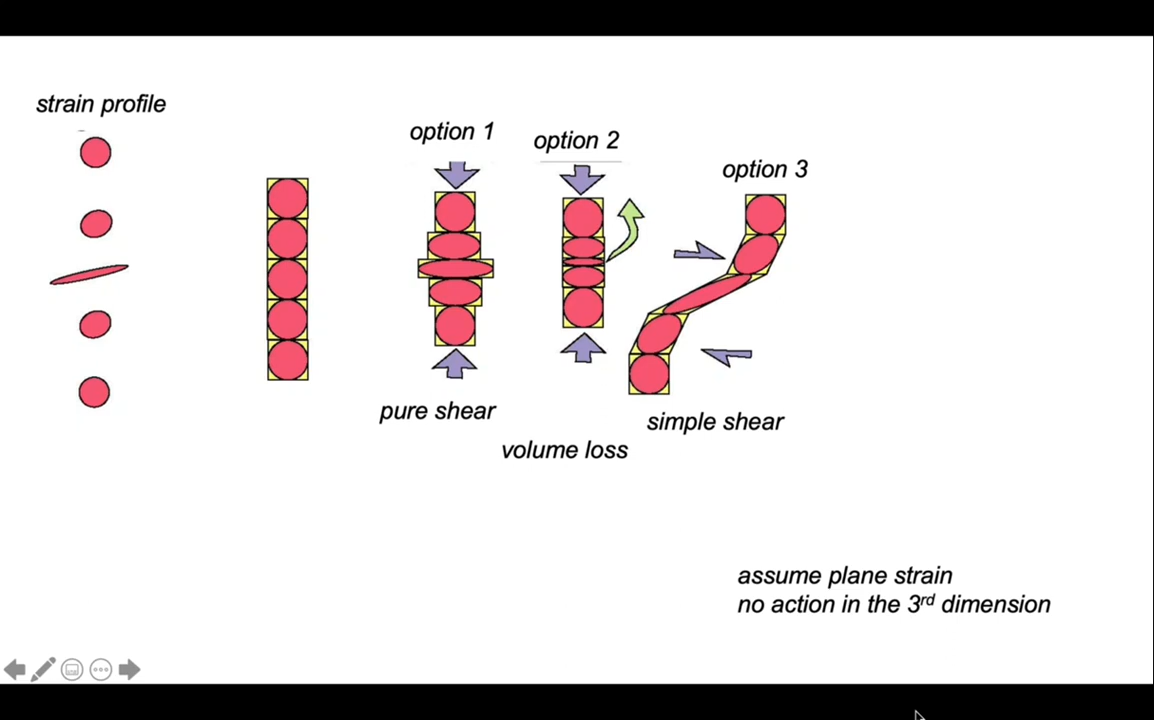 strain profile
option 1
option 2
option 3
pure shear
simple shear
volume loss
assume plane strain
no action in the 3rd dimension